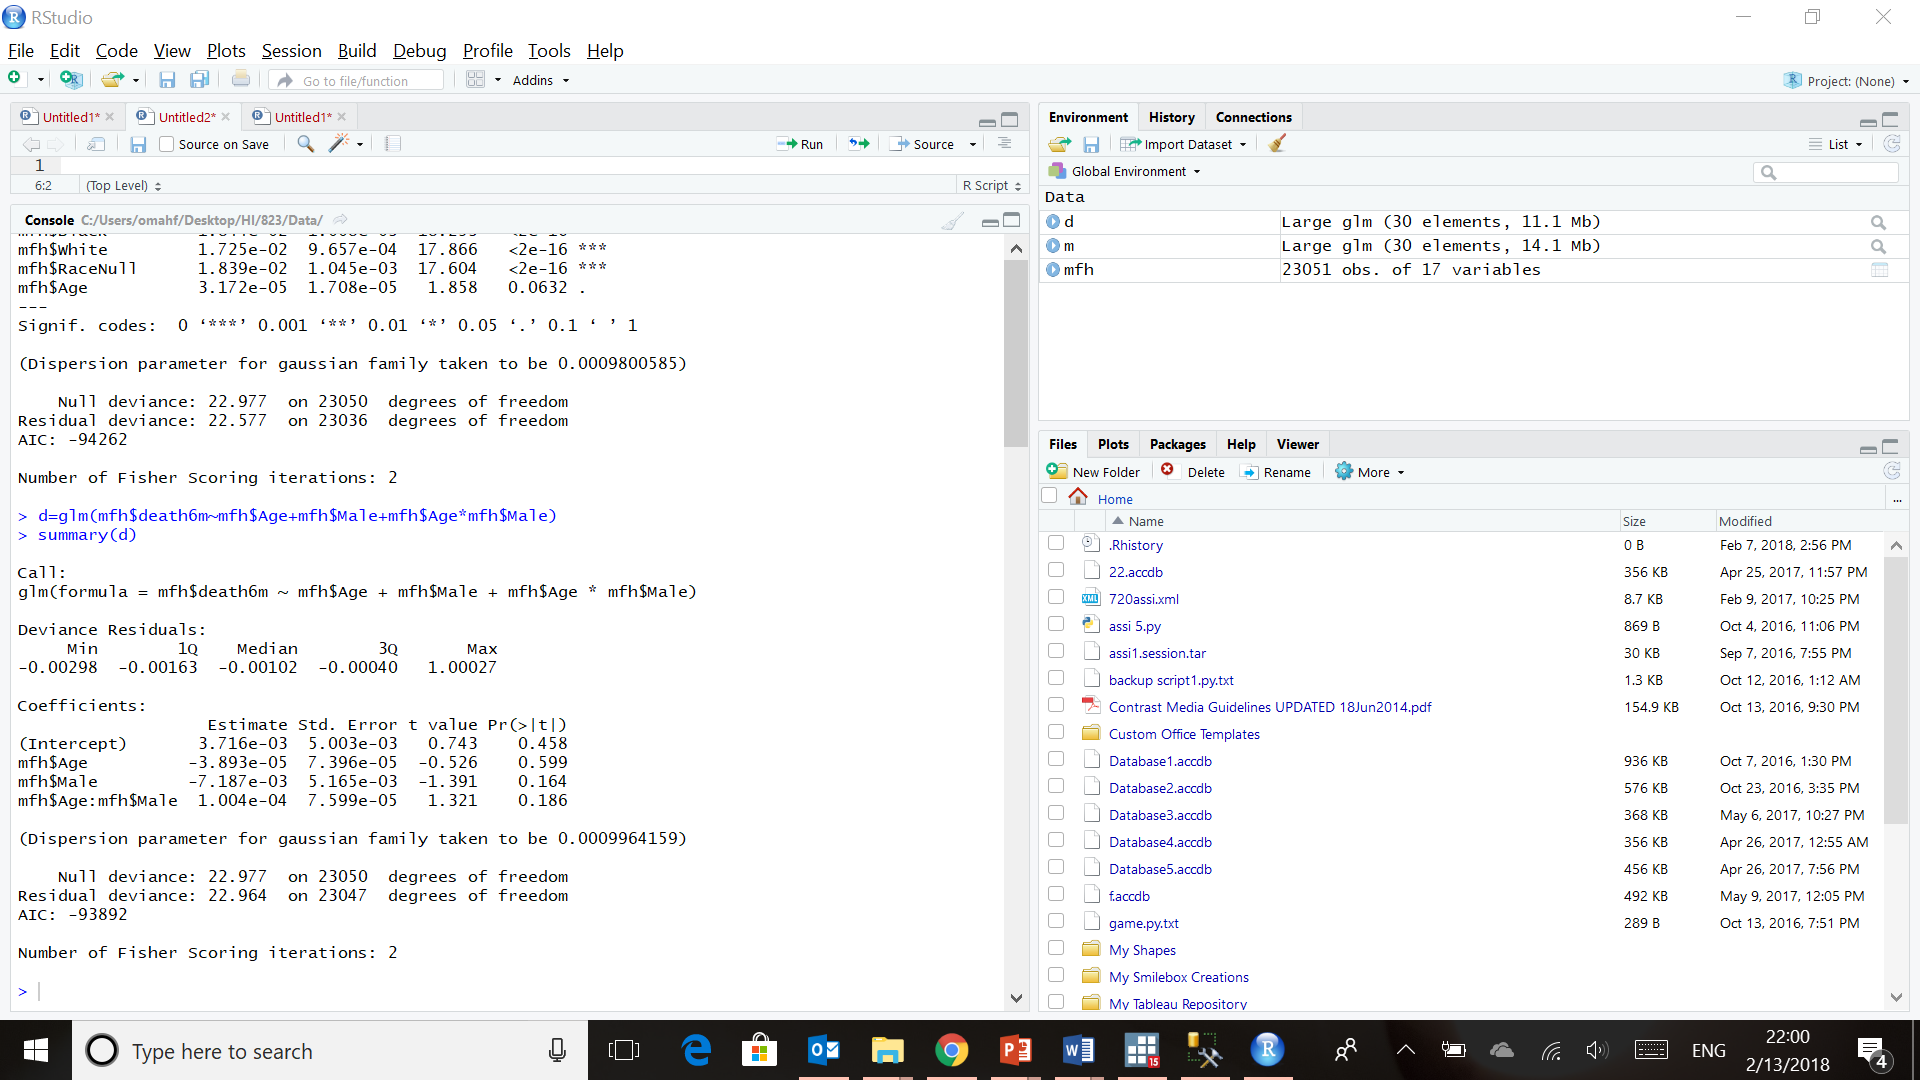 RStudio
File Edit Code View Plots Session Build Debug Profile Tools Help
Go to file/function Addins Project: (None)
Untitled1* Untitled2* Untitled1*
Source on Save Run Source
1
6:2 (Top Level) R Script
Console C:/Users/omahf/Desktop/HI/823/Data/
mfh$White 1.725e-02 9.657e-04 17.866 <2e-16 ***
mfh$RaceNull 1.839e-02 1.045e-03 17.604 <2e-16 ***
mfh$Age 3.172e-05 1.708e-05 1.858 0.0632 .
---
Signif. codes: 0 ‘***’ 0.001 ‘**’ 0.01 ‘*’ 0.05 ‘.’ 0.1 ‘ ’ 1
(Dispersion parameter for gaussian family taken to be 0.0009800585)
Null deviance: 22.977 on 23050 degrees of freedom
Residual deviance: 22.577 on 23036 degrees of freedom
AIC: -94262
Number of Fisher Scoring iterations: 2
> d=glm(mfh$death6m~mfh$Age+mfh$Male+mfh$Age*mfh$Male)
> summary(d)
Call:
glm(formula = mfh$death6m ~ mfh$Age + mfh$Male + mfh$Age * mfh$Male)
Deviance Residuals:
Min 1Q Median 3Q Max
-0.00298 -0.00163 -0.00102 -0.00040 1.00027
Coefficients:
Estimate Std. Error t value Pr(>|t|)
(Intercept) 3.716e-03 5.003e-03 0.743 0.458
mfh$Age -3.893e-05 7.396e-05 -0.526 0.599
mfh$Male -7.187e-03 5.165e-03 -1.391 0.164
mfh$Age:mfh$Male 1.004e-04 7.599e-05 1.321 0.186
(Dispersion parameter for gaussian family taken to be 0.0009964159)
Null deviance: 22.977 on 23050 degrees of freedom
Residual deviance: 22.964 on 23047 degrees of freedom
AIC: -93892
Number of Fisher Scoring iterations: 2
>
Environment History Connections
Import Dataset List
Global Environment
Data
d Large glm (30 elements, 11.1 Mb)
m Large glm (30 elements, 14.1 Mb)
mfh 23051 obs. of 17 variables
Files Plots Packages Help Viewer
New Folder Delete Rename More
Home ...
Name Size Modified
.Rhistory 0 B Feb 7, 2018, 2:56 PM
22.accdb 356 KB Apr 25, 2017, 11:57 PM
720assi.xml 8.7 KB Feb 9, 2017, 10:25 PM
assi 5.py 869 B Oct 4, 2016, 11:06 PM
assi1.session.tar 30 KB Sep 7, 2016, 7:55 PM
backup script1.py.txt 1.3 KB Oct 12, 2016, 1:12 AM
Contrast Media Guidelines UPDATED 18Jun2014.pdf 154.9 KB Oct 13, 2016, 9:30 PM
Custom Office Templates
Database1.accdb 936 KB Oct 7, 2016, 1:30 PM
Database2.accdb 576 KB Oct 23, 2016, 3:35 PM
Database3.accdb 368 KB May 6, 2017, 10:27 PM
Database4.accdb 356 KB Apr 26, 2017, 12:55 AM
Database5.accdb 456 KB Apr 26, 2017, 7:56 PM
f.accdb 492 KB May 9, 2017, 12:05 PM
game.py.txt 289 B Oct 13, 2016, 7:51 PM
My Shapes
My Smilebox Creations
My Tableau Repository
Type here to search ENG 22:00
2/13/2018 4